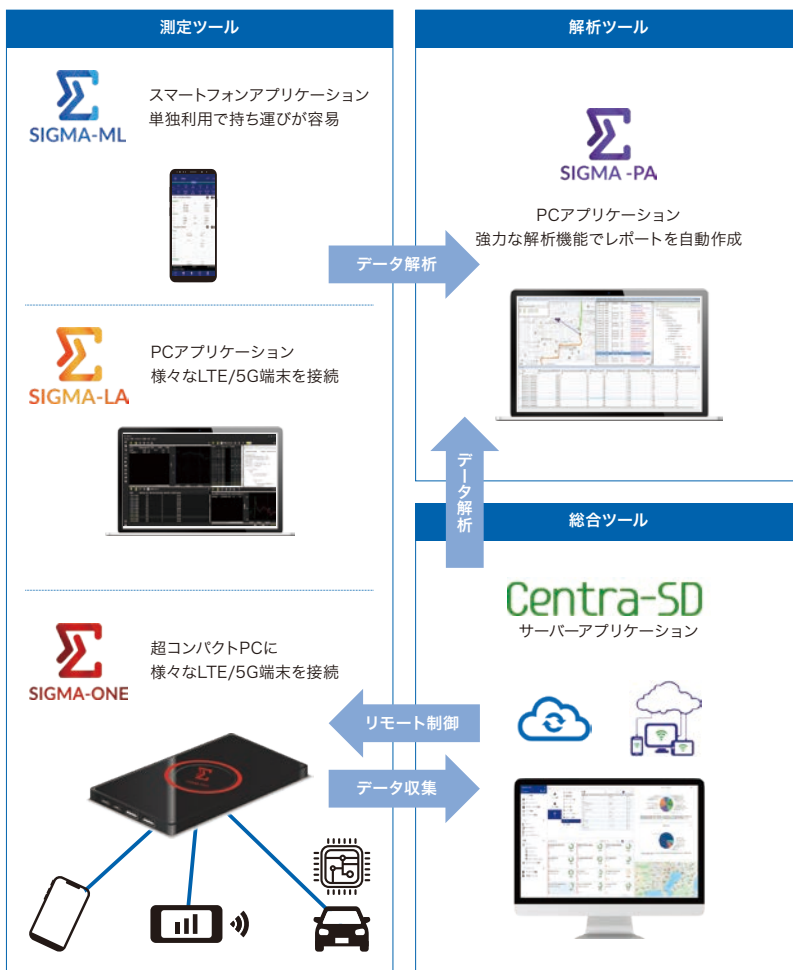 測定ツール
SIGMA-ML
スマートフォンアプリケーション
単独利用で持ち運びが容易
SIGMA-LA
PCアプリケーション
様々なLTE/5G端末を接続
SIGMA-ONE
超コンパクトPCに
様々なLTE/5G端末を接続
データ解析
解析ツール
SIGMA -PA
PCアプリケーション
強力な解析機能でレポートを自動作成
データ解析
総合ツール
Centra-SD
サーバーアプリケーション
リモート制御
データ収集